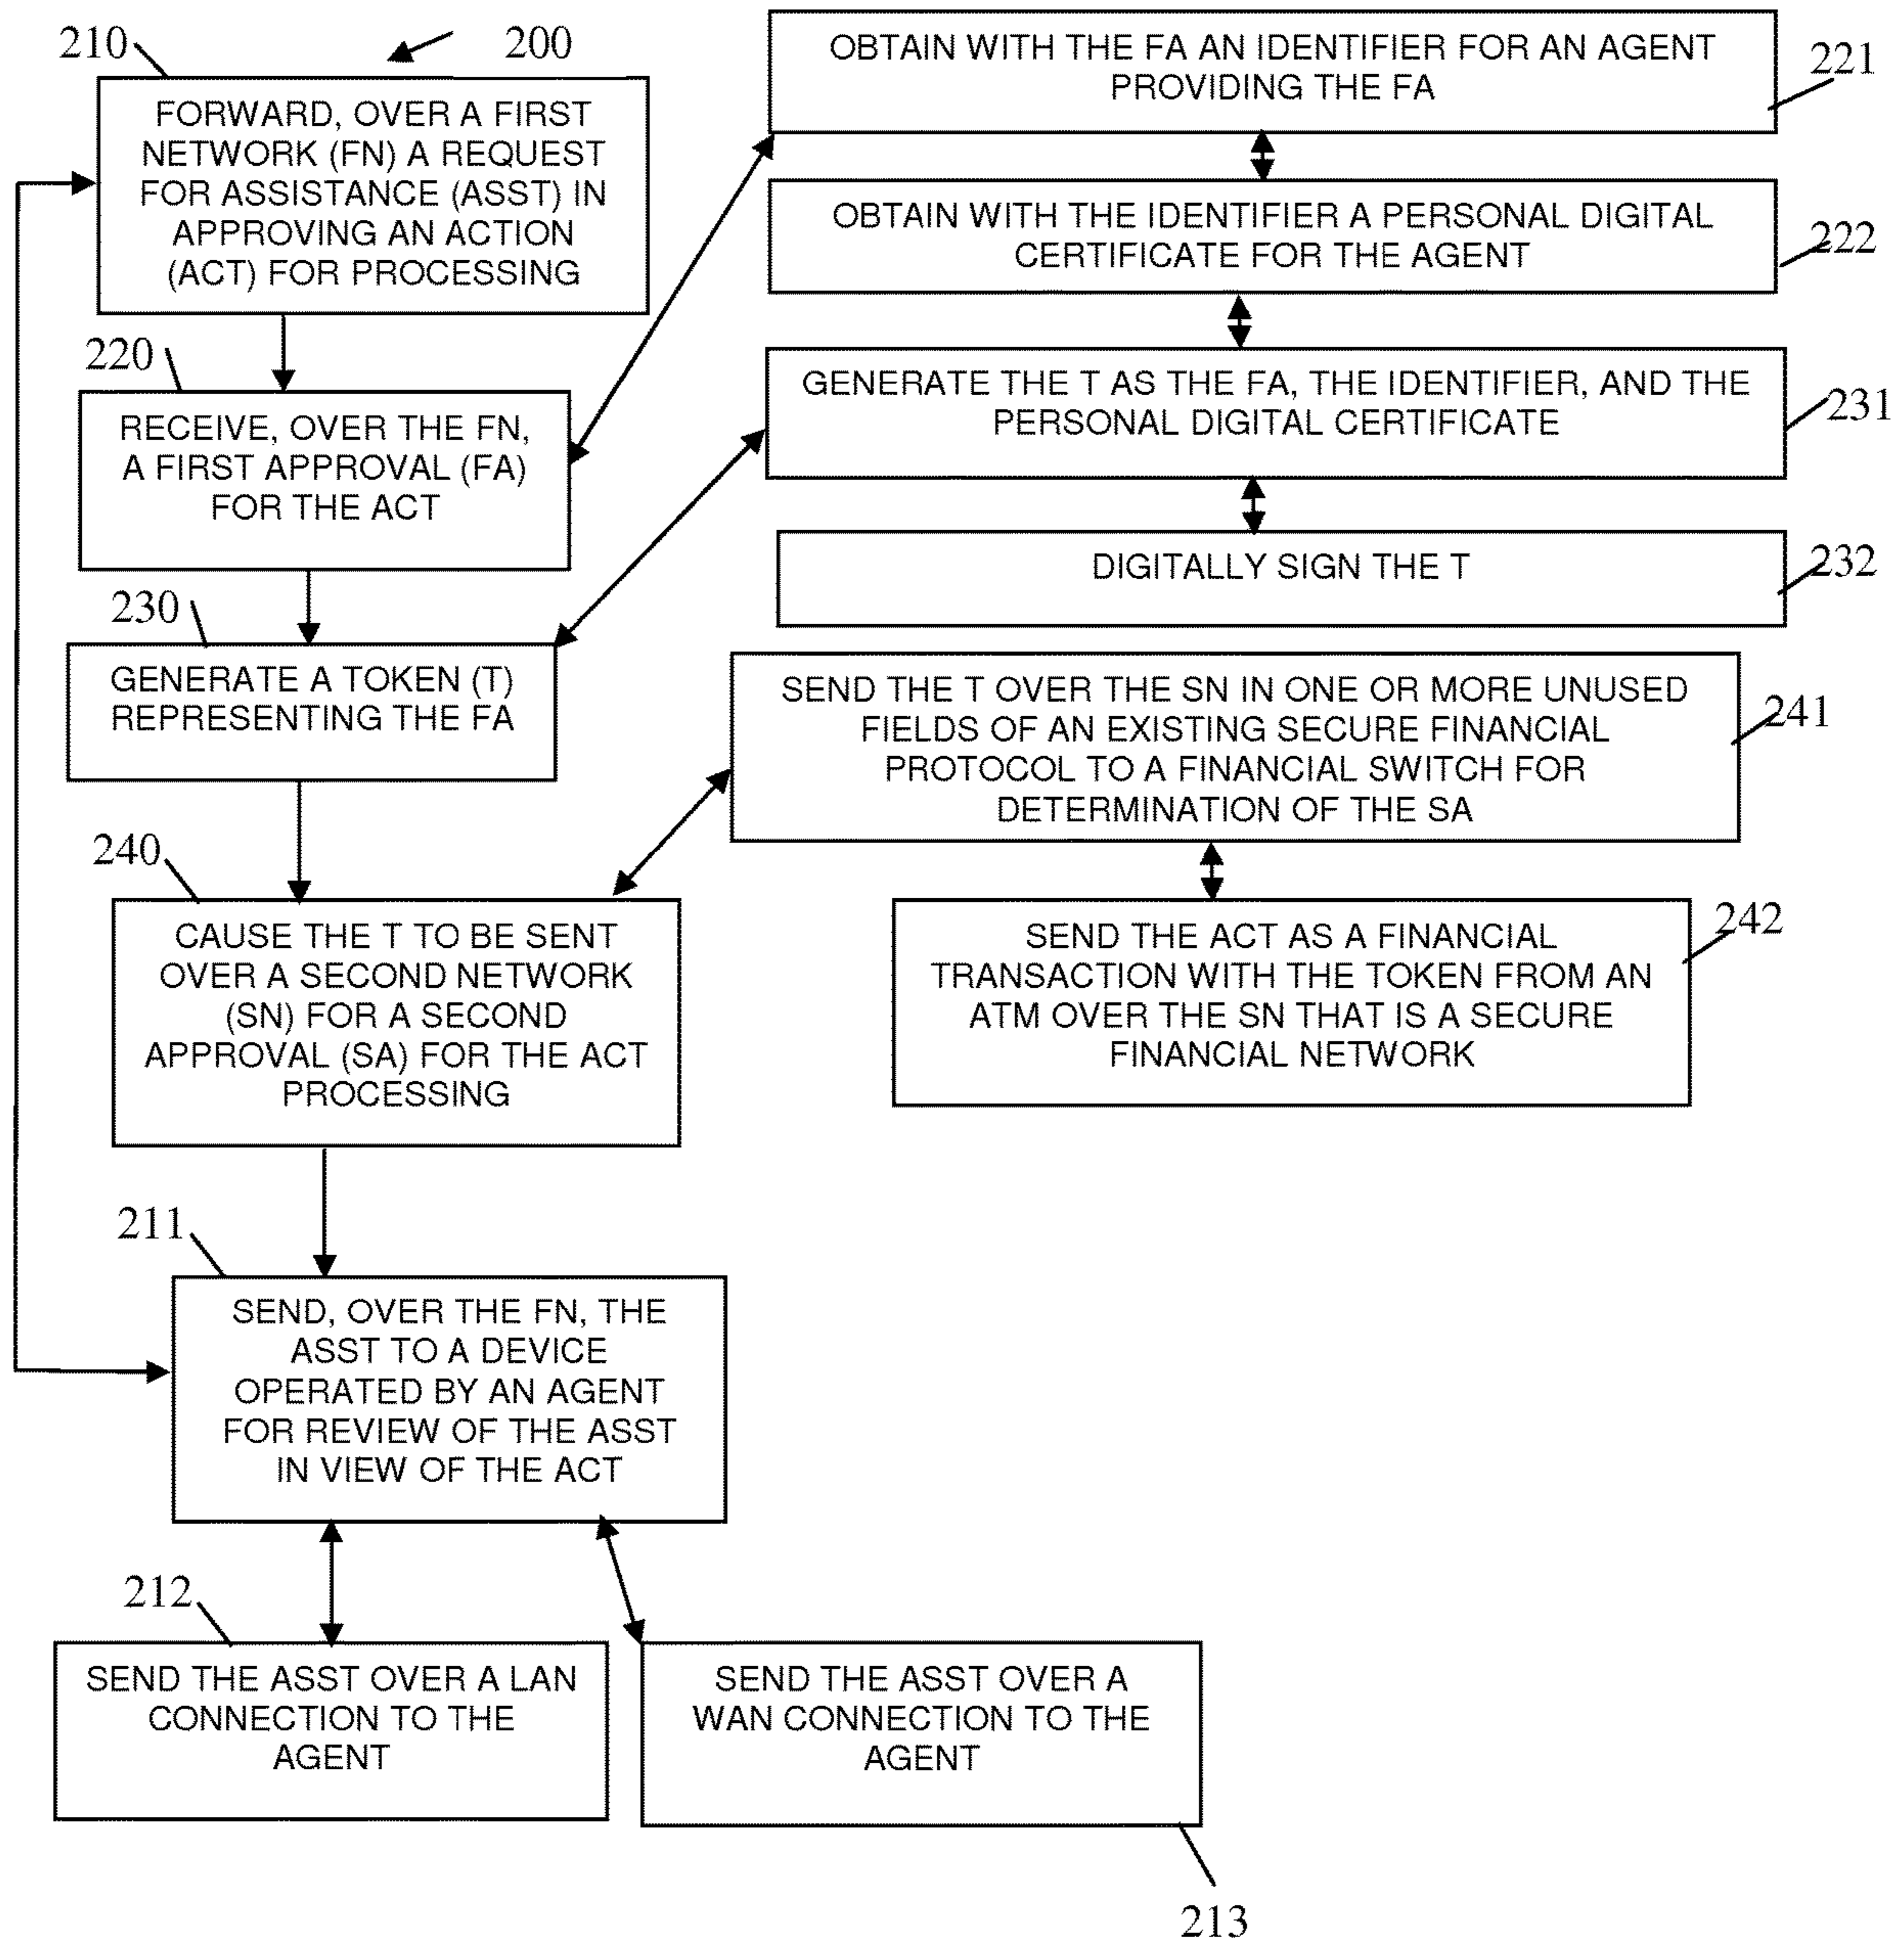 210
200
FORWARD, OVER A FIRST
NETWORK (FN) A REQUEST
FOR ASSISTANCE (ASST) IN
APPROVING AN ACTION
(ACT) FOR PROCESSING
220
RECEIVE, OVER THE FN,
A FIRST APPROVAL (FA)
FOR THE ACT
230
GENERATE A TOKEN (T)
REPRESENTING THE FA
240
CAUSE THE T TO BE SENT
OVER A SECOND NETWORK
(SN) FOR A SECOND
APPROVAL (SA) FOR THE ACT
PROCESSING
211
SEND, OVER THE FN, THE
ASST TO A DEVICE
OPERATED BY AN AGENT
FOR REVIEW OF THE ASST
IN VIEW OF THE ACT
212
SEND THE ASST OVER A LAN
CONNECTION TO THE
AGENT
SEND THE ASST OVER A
WAN CONNECTION TO THE
AGENT
213
OBTAIN WITH THE FA AN IDENTIFIER FOR AN AGENT
PROVIDING THE FA
221
OBTAIN WITH THE IDENTIFIER A PERSONAL DIGITAL
CERTIFICATE FOR THE AGENT
222
GENERATE THE T AS THE FA, THE IDENTIFIER, AND THE
PERSONAL DIGITAL CERTIFICATE
231
DIGITALLY SIGN THE T
232
SEND THE T OVER THE SN IN ONE OR MORE UNUSED
FIELDS OF AN EXISTING SECURE FINANCIAL
PROTOCOL TO A FINANCIAL SWITCH FOR
DETERMINATION OF THE SA
241
SEND THE ACT AS A FINANCIAL
TRANSACTION WITH THE TOKEN FROM AN
ATM OVER THE SN THAT IS A SECURE
FINANCIAL NETWORK
242